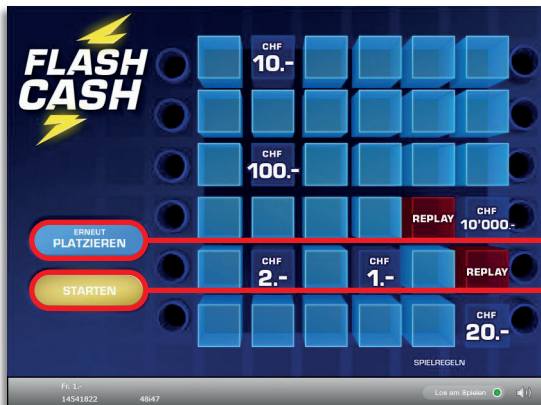 FLASH
CASH
CHF
10.-
CHF
100.-
REPLAY
CHF
10'000.-
ERNEUT
PLATZIEREN
CHF
2.-
CHF
1.-
REPLAY
STARTEN
CHF
20.-
SPIELREGELN
Fr. 1.-
14541822 48i47
Los am Spielen